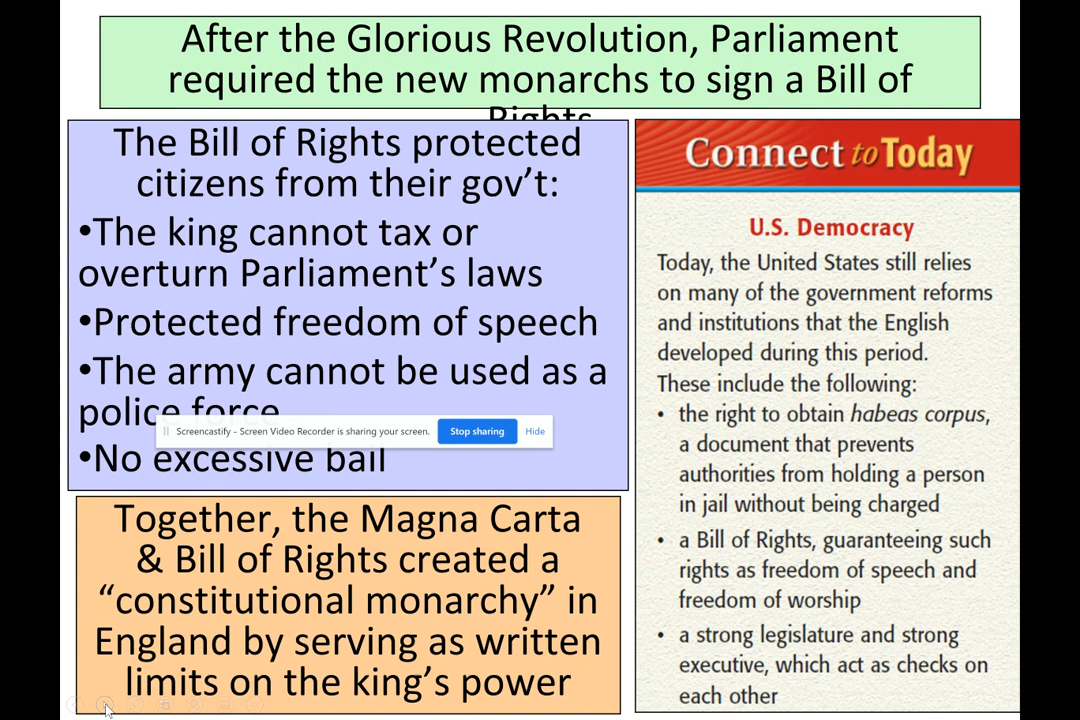 After the Glorious Revolution, Parliament
required the new monarchs to sign a Bill of
Rights
The Bill of Rights protected
citizens from their gov’t:
•The king cannot tax or
overturn Parliament’s laws
•Protected freedom of speech
•The army cannot be used as a
police force
Screencastify - Screen Video Recorder is sharing your screen. Stop sharing Hide
•No excessive bail
Together, the Magna Carta
& Bill of Rights created a
“constitutional monarchy” in
England by serving as written
limits on the king’s power
Connect to Today
U.S. Democracy
Today, the United States still relies
on many of the government reforms
and institutions that the English
developed during this period.
These include the following:
• the right to obtain habeas corpus,
a document that prevents
authorities from holding a person
in jail without being charged
• a Bill of Rights, guaranteeing such
rights as freedom of speech and
freedom of worship
• a strong legislature and strong
executive, which act as checks on
each other